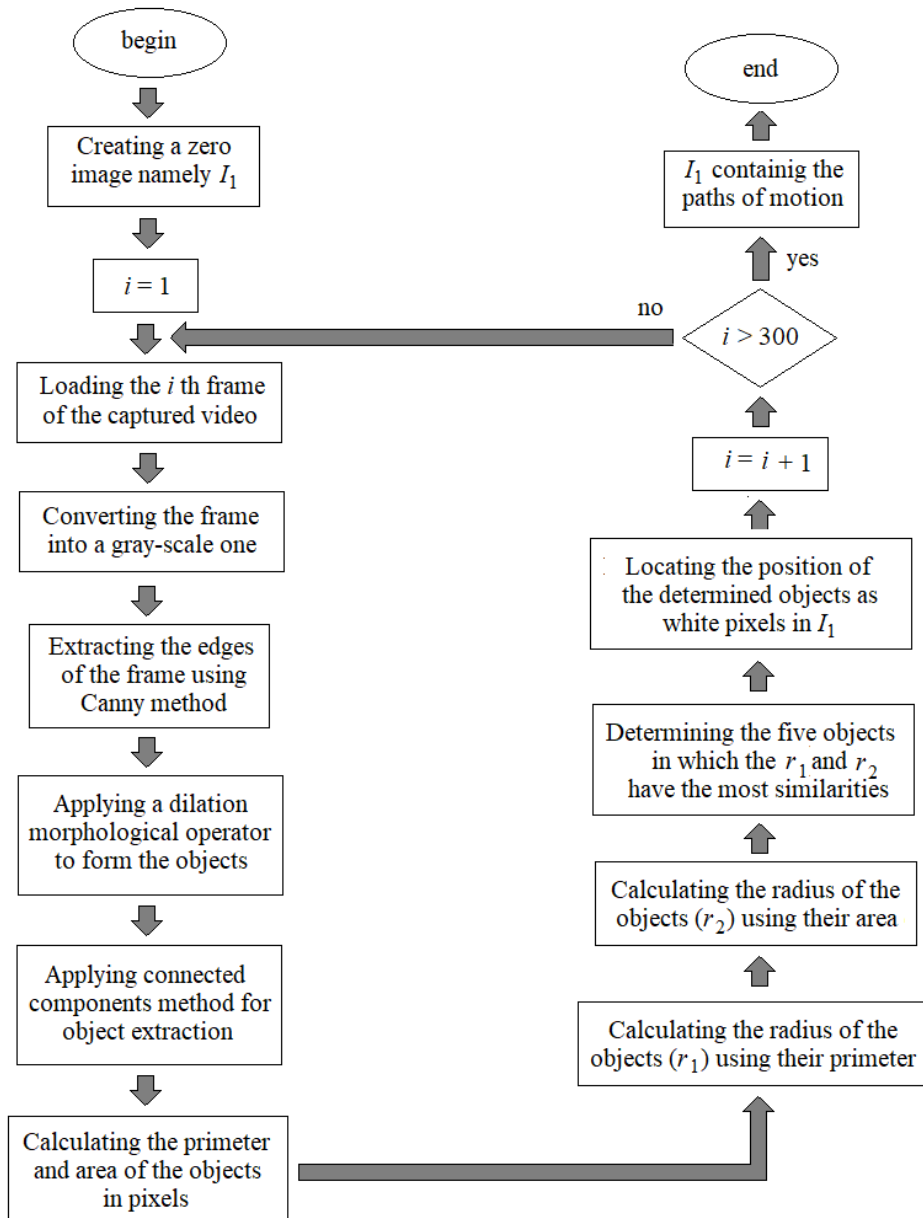 begin
Creating a zero
image namely I₁
i = 1
Loading the i th frame
of the captured video
Converting the frame
into a gray-scale one
Extracting the edges
of the frame using
Canny method
Applying a dilation
morphological operator
to form the objects
Applying connected
components method for
object extraction
Calculating the primeter
and area of the objects
in pixels
Calculating the radius of the
objects (r₁) using their primeter
Calculating the radius of the
objects (r₂) using their area
Determining the five objects
in which the r₁ and r₂
have the most similarities
Locating the position of
the determined objects as
white pixels in I₁
i = i + 1
i > 300
no
yes
I₁ containig the
paths of motion
end